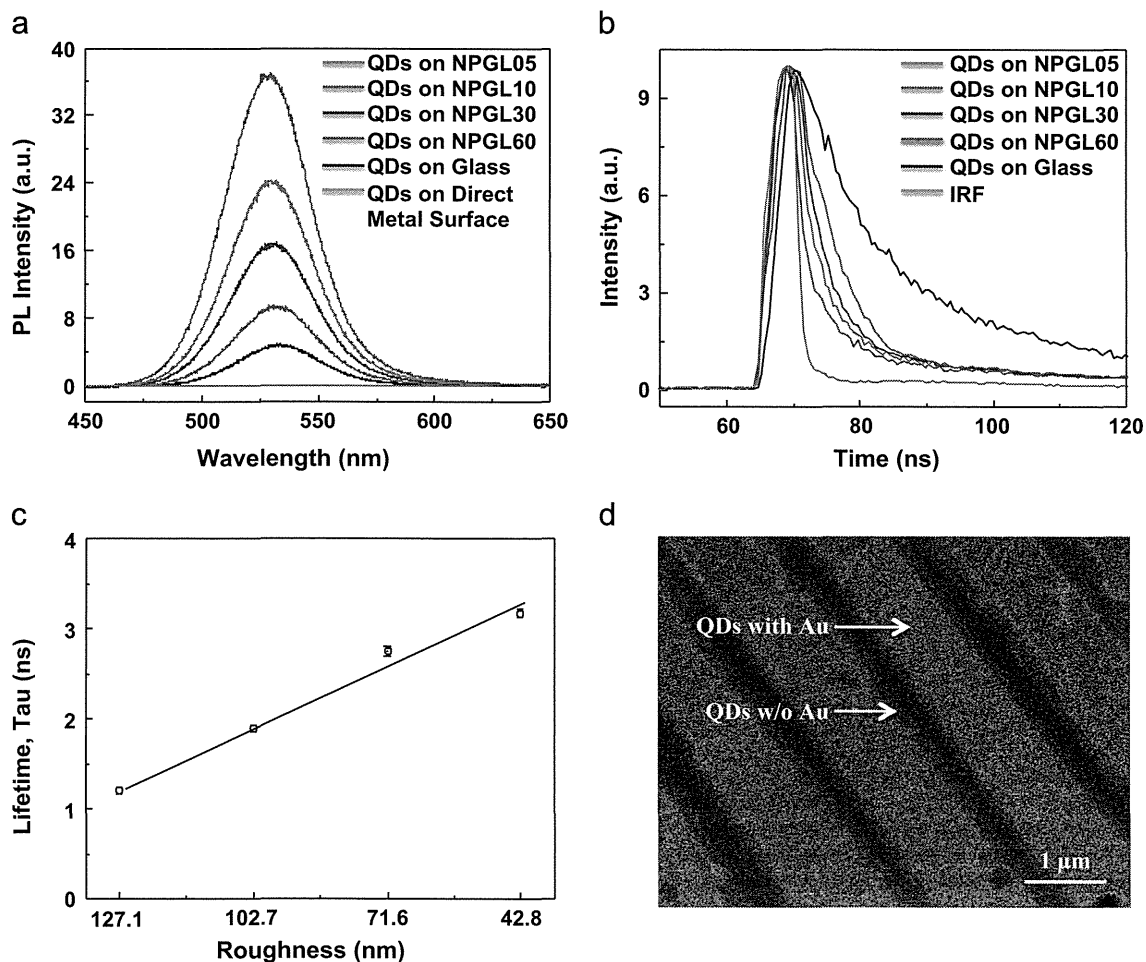 a
40
32
24
16
8
0
PL Intensity (a.u.)
QDs on NPGL05
QDs on NPGL10
QDs on NPGL30
QDs on NPGL60
QDs on Glass
QDs on Direct
Metal Surface
450
500
550
600
650
Wavelength (nm)
b
9
6
3
0
Intensity (a.u.)
QDs on NPGL05
QDs on NPGL10
QDs on NPGL30
QDs on NPGL60
QDs on Glass
IRF
60
80
100
120
Time (ns)
c
4
3
2
1
0
Lifetime, Tau (ns)
127.1
102.7
71.6
42.8
Roughness (nm)
d
QDs with Au
QDs w/o Au
1 μm